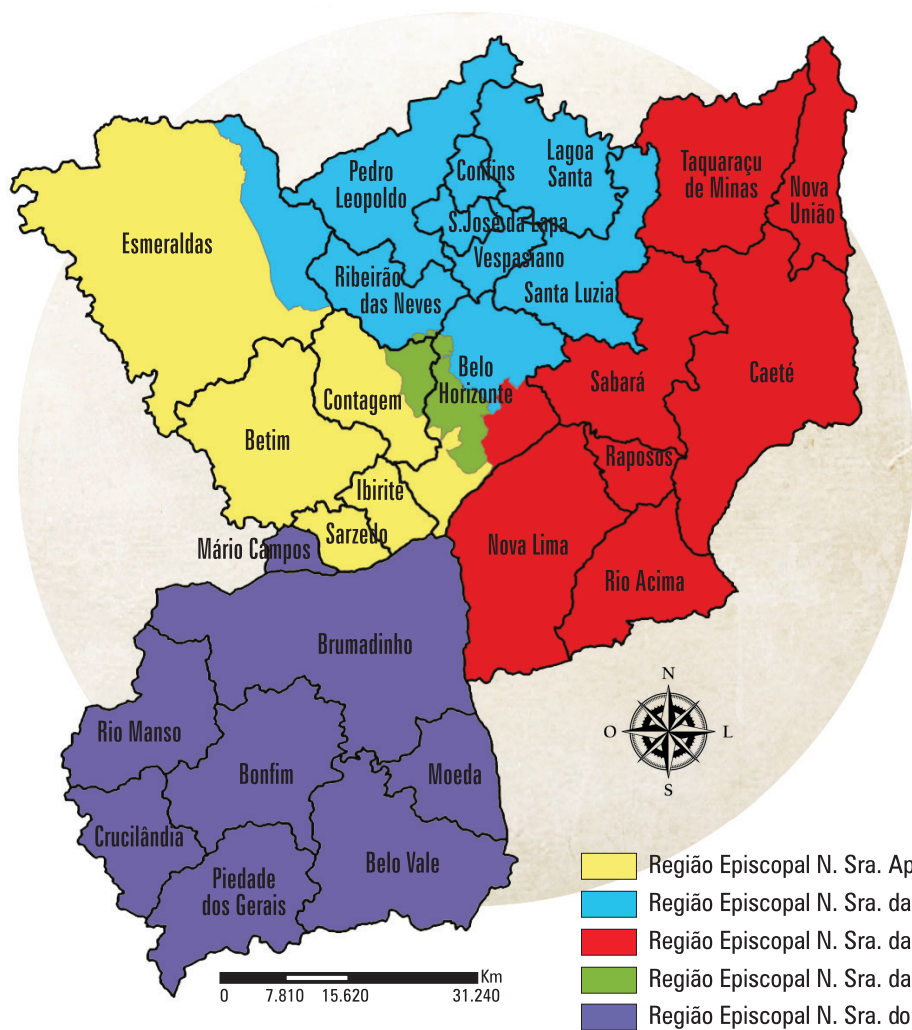 Pedro
Leopoldo
Confins
Lagoa
Santa
Taquaraçu
de Minas
Nova
União
Esmeraldas
S.José da Lapa
Vespasiano
Ribeirão
das Neves
Santa Luzia
Belo
Horizonte
Sabará
Caeté
Contagem
Betim
Raposos
Ibirité
Sarzedo
Mário Campos
Nova Lima
Rio Acima
Brumadinho
Rio Manso
Bonfim
Moeda
Crucilândia
Belo Vale
Piedade
dos Gerais
N
O L
S
Região Episcopal N. Sra. Ap
Região Episcopal N. Sra. da
Região Episcopal N. Sra. da
Região Episcopal N. Sra. da
Região Episcopal N. Sra. do
Km
0 7.810 15.620 31.240